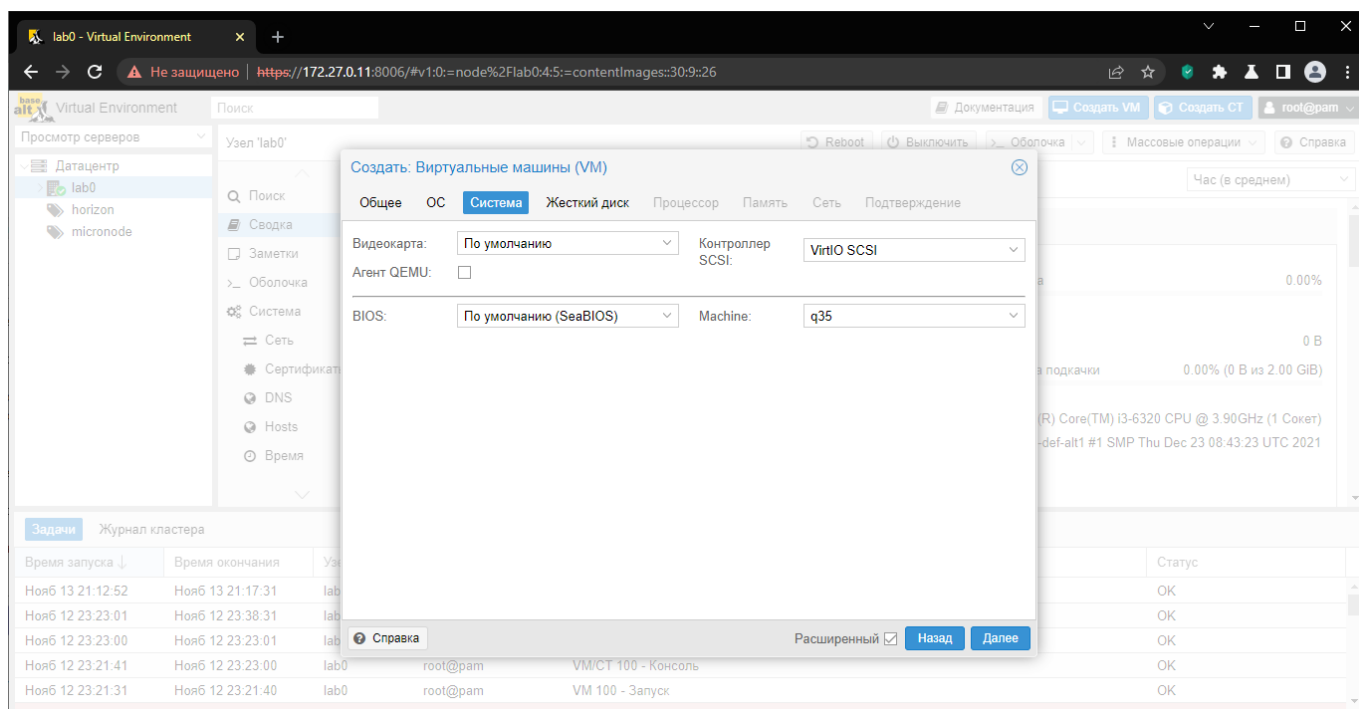 lab0 - Virtual Environment
Не защищено | https://172.27.0.11:8006/#v1:0:=node%2Flab0:4:5:=contentImages::30:9::26
base alt Virtual Environment
Поиск
Документация
Создать VM
Создать CT
root@pam
Просмотр серверов
Узел 'lab0'
Reboot
Выключить
>_ Оболочка
Массовые операции
Справка
Датацентр
lab0
horizon
micronode
Поиск
Сводка
Заметки
>_ Оболочка
Система
Сеть
DNS
Hosts
Время
Час (в среднем)
Создать: Виртуальные машины (VM)
Общее ОС Система Жесткий диск Процессор Память Сеть Подтверждение
Видеокарта: По умолчанию
Контроллер SCSI: VirtIO SCSI
Агент QEMU:
BIOS: По умолчанию (SeaBIOS)
Machine: q35
Справка
Расширенный
Назад
Далее
0.00%
0 B
подкачки 0.00% (0 B из 2.00 GiB)
(R) Core(TM) i3-6320 CPU @ 3.90GHz (1 Сокет)
-def-alt1 #1 SMP Thu Dec 23 08:43:23 UTC 2021
Задачи
Журнал кластера
Время запуска ↓ Время окончания Статус
Нояб 13 21:12:52 Нояб 13 21:17:31 OK
Нояб 12 23:23:01 Нояб 12 23:38:31 OK
Нояб 12 23:23:00 Нояб 12 23:23:01 OK
Нояб 12 23:21:41 Нояб 12 23:23:00 lab0 root@pam VM/CT 100 - Консоль OK
Нояб 12 23:21:31 Нояб 12 23:21:40 lab0 root@pam VM 100 - Запуск OK